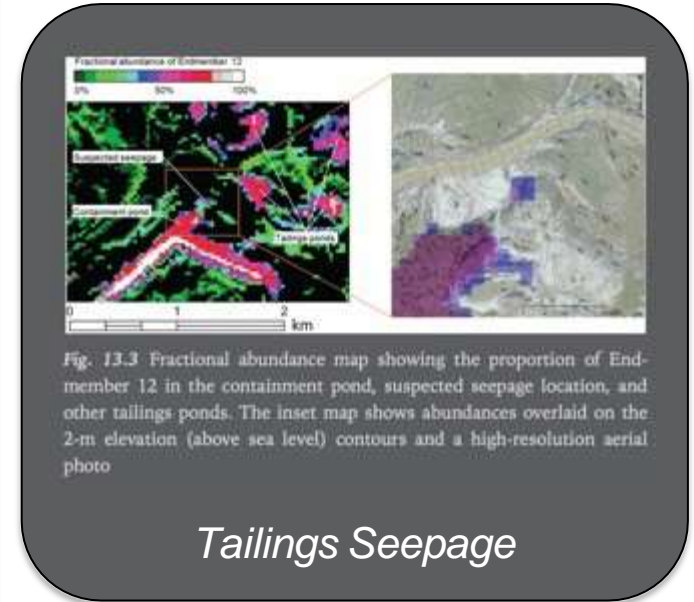 Fractional abundance of Endmember 12
0% 50% 100%
Suspected seepage
Containment pond
Tailings ponds
0 1 2
km
Fig. 13.3 Fractional abundance map showing the proportion of End-
member 12 in the containment pond, suspected seepage location, and
other tailings ponds. The inset map shows abundances overlaid on the
2-m elevation (above sea level) contours and a high-resolution aerial
photo
Tailings Seepage